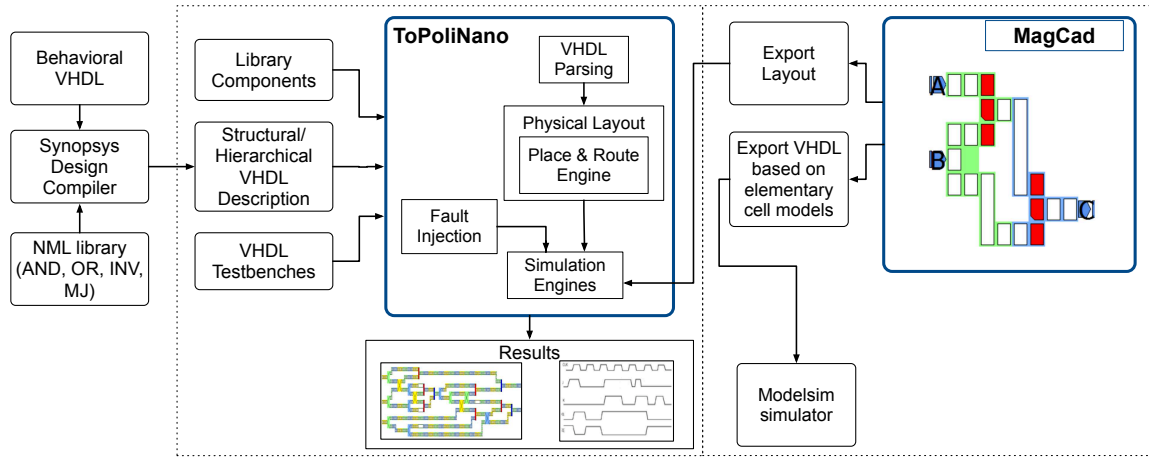 Behavioral
VHDL
Synopsys
Design
Compiler
NML library
(AND, OR, INV,
MJ)
Library
Components
Structural/
Hierarchical
VHDL
Description
VHDL
Testbenches
ToPoliNano
VHDL
Parsing
Physical Layout
Place & Route
Engine
Fault
Injection
Simulation
Engines
Results
Export
Layout
Export VHDL
based on
elementary
cell models
Modelsim
simulator
MagCad
A
B
C